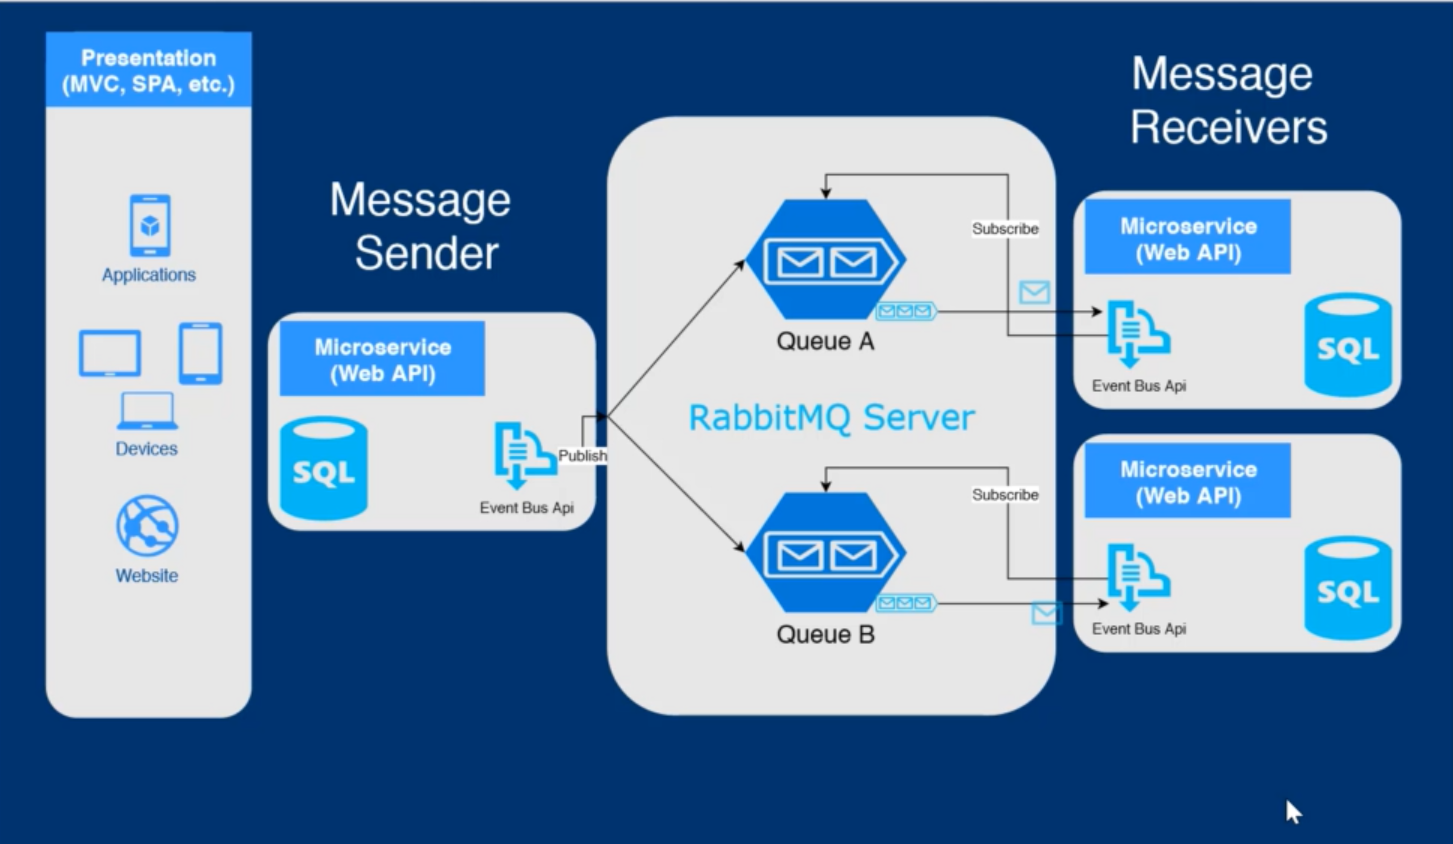 Presentation
(MVC, SPA, etc.)
Applications
Devices
Website
Message
Sender
Microservice
(Web API)
SQL
Publish
Event Bus Api
Subscribe
Queue A
RabbitMQ Server
Subscribe
Queue B
Message
Receivers
Microservice
(Web API)
SQL
Event Bus Api
Microservice
(Web API)
SQL
Event Bus Api